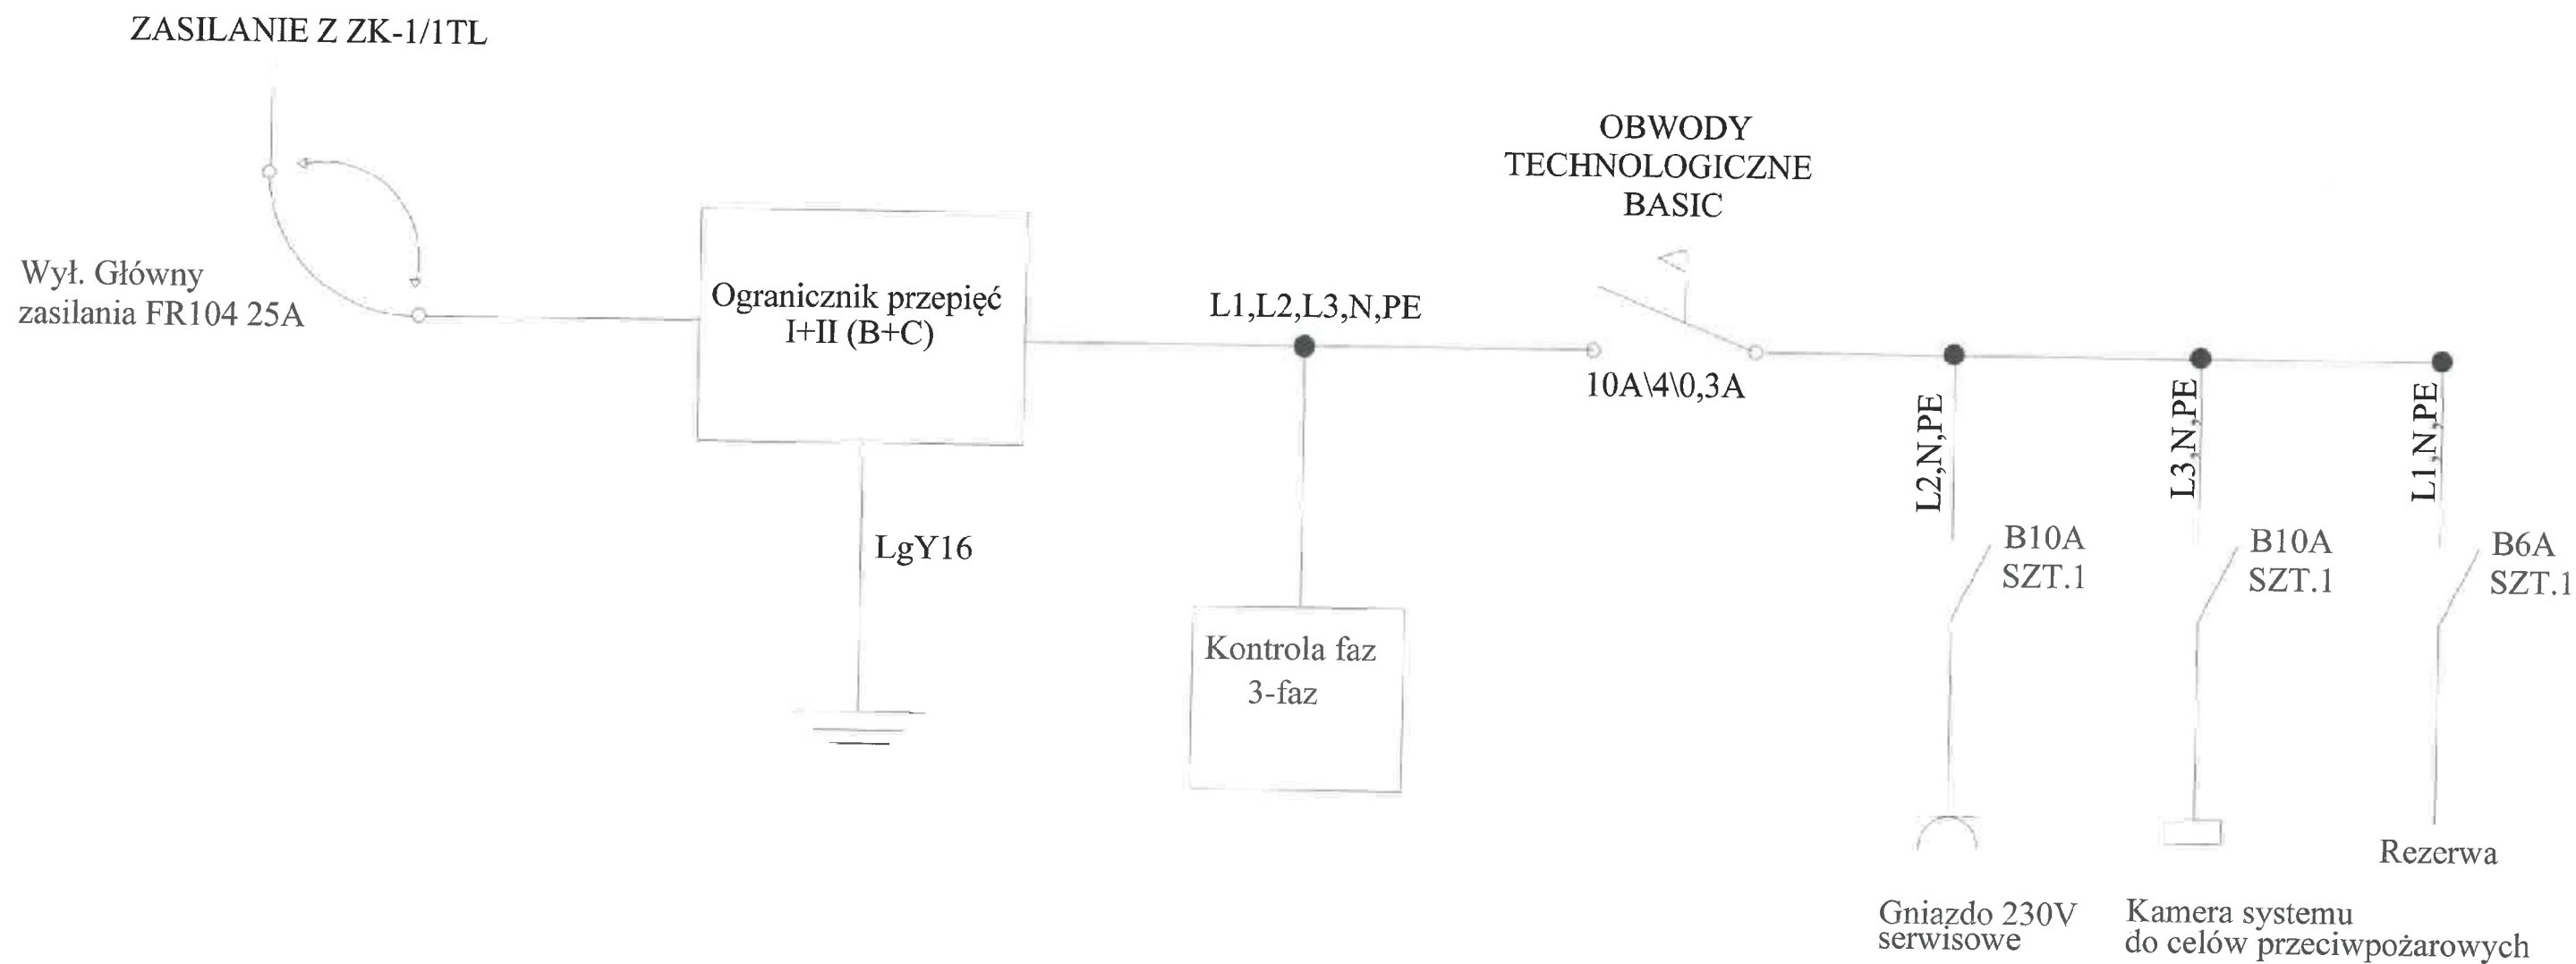 ZASILANIE Z ZK-1/1TL
Wył. Główny
zasilania FR104 25A
Ogranicznik przepięć
I+II (B+C)
LgY16
L1,L2,L3,N,PE
Kontrola faz
3-faz
OBWODY
TECHNOLOGICZNE
BASIC
10A\4\0,3A
L2,N,PE
B10A
SZT.1
Gniazdo 230V
serwisowe
L3,N,PE
B10A
SZT.1
Kamera systemu
do celów przeciwpożarowych
L1,N,PE
B6A
SZT.1
Rezerwa